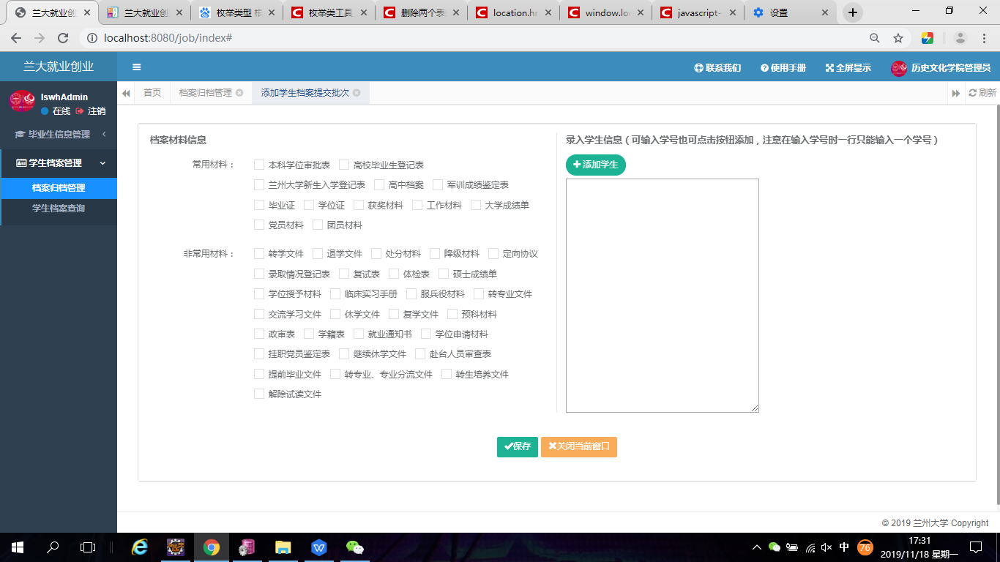 兰大就业创
兰大就业创
枚举类型 相
枚举类工具
删除两个表
location.hr
window.loc
javascript-
设置
localhost:8080/job/index#
兰大就业创业
联系我们
使用手册
全屏显示
历史文化学院管理员
lswhAdmin
在线 注销
首页
档案归档管理
添加学生档案提交批次
刷新
毕业生信息管理
学生档案管理
档案归档管理
学生档案查询
档案材料信息
常用材料：
本科学位审批表 高校毕业生登记表
兰州大学新生入学登记表 高中档案 军训成绩鉴定表
毕业证 学位证 获奖材料 工作材料 大学成绩单
党员材料 团员材料
非常用材料：
转学文件 退学文件 处分材料 降级材料 定向协议
录取情况登记表 复试表 体检表 硕士成绩单
学位授予材料 临床实习手册 服兵役材料 转专业文件
交流学习文件 休学文件 复学文件 预科材料
政审表 学籍表 就业通知书 学位申请材料
挂职党员鉴定表 继续休学文件 赴台人员审查表
提前毕业文件 转专业、专业分流文件 转生培养文件
解除试读文件
录入学生信息（可输入学号也可点击按钮添加，注意在输入学号时一行只能输入一个学号）
添加学生
保存
关闭当前窗口
© 2019 兰州大学 Copyright
中
76
17:31
2019/11/18 星期一